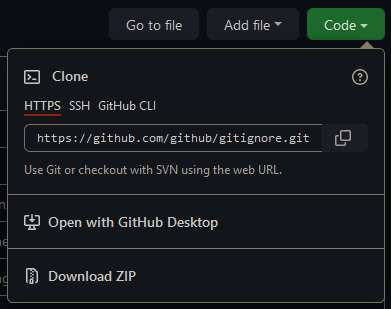 Go to file
Add file
Code
Clone
HTTPS SSH GitHub CLI
https://github.com/github/gitignore.git
Use Git or checkout with SVN using the web URL.
Open with GitHub Desktop
Download ZIP